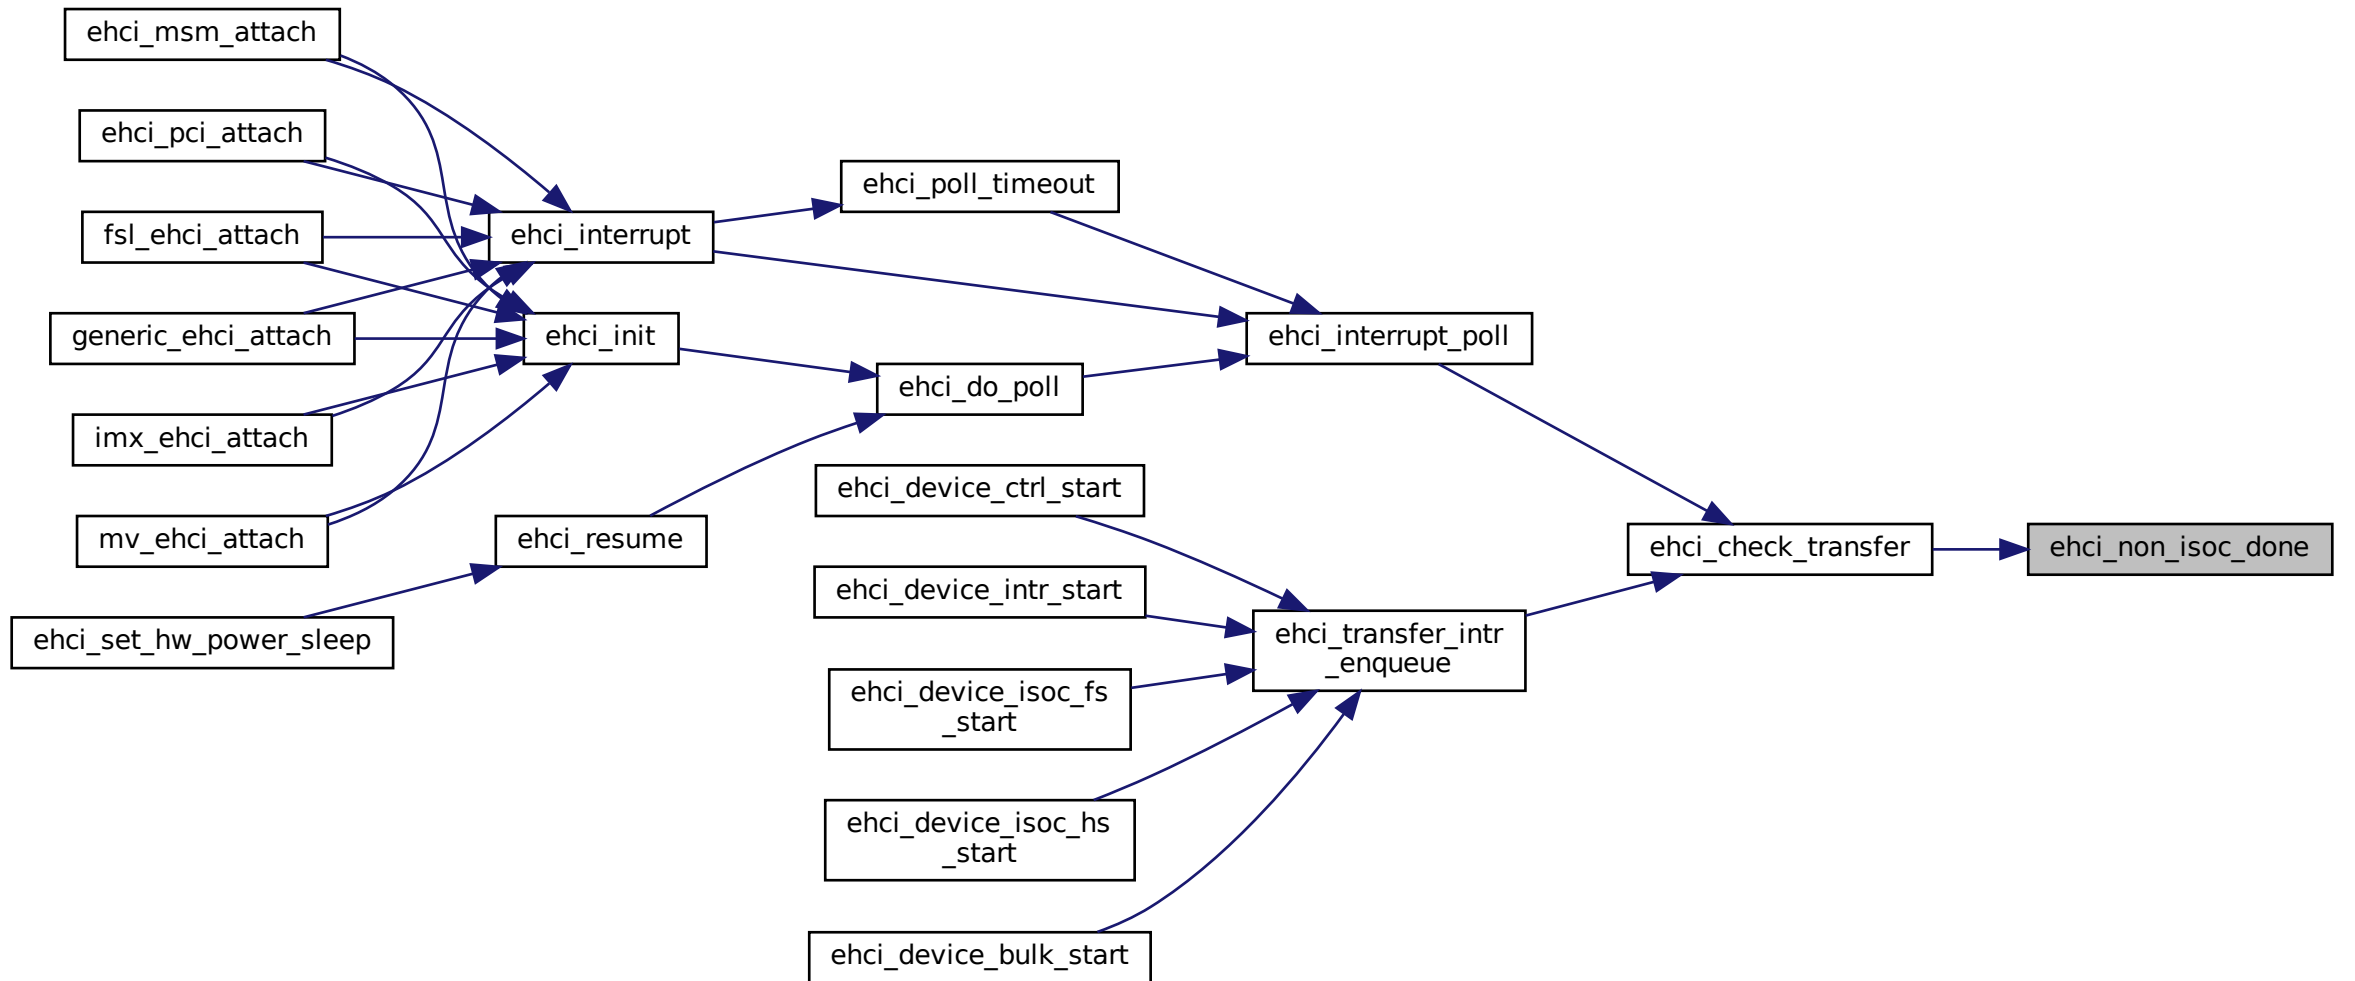 ehci_msm_attach
ehci_pci_attach
fsl_ehci_attach
generic_ehci_attach
imx_ehci_attach
mv_ehci_attach
ehci_set_hw_power_sleep
ehci_interrupt
ehci_init
ehci_resume
ehci_poll_timeout
ehci_do_poll
ehci_device_ctrl_start
ehci_device_intr_start
ehci_device_isoc_fs
_start
ehci_device_isoc_hs
_start
ehci_device_bulk_start
ehci_interrupt_poll
ehci_transfer_intr
_enqueue
ehci_check_transfer
ehci_non_isoc_done